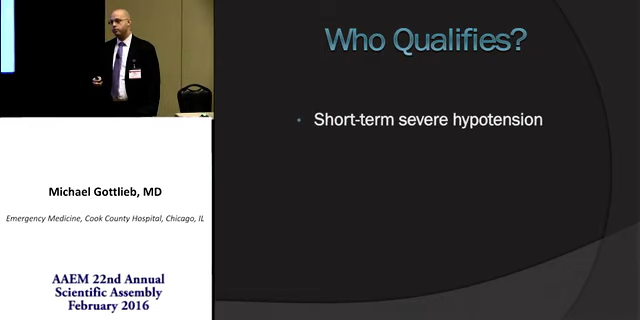 Who Qualifies?
• Short-term severe hypotension
Michael Gottlieb, MD
Emergency Medicine, Cook County Hospital, Chicago, IL
AAEM 22nd Annual
Scientific Assembly
February 2016